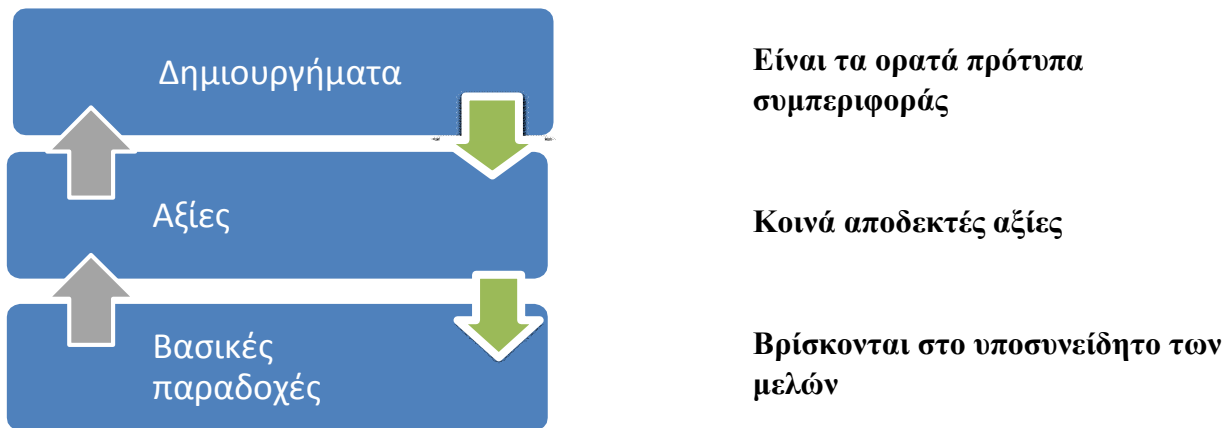 Δημιουργήματα
Είναι τα ορατά πρότυπα
συμπεριφοράς
Αξίες
Κοινά αποδεκτές αξίες
Βασικές
παραδοχές
Βρίσκονται στο υποσυνείδητο των
μελών